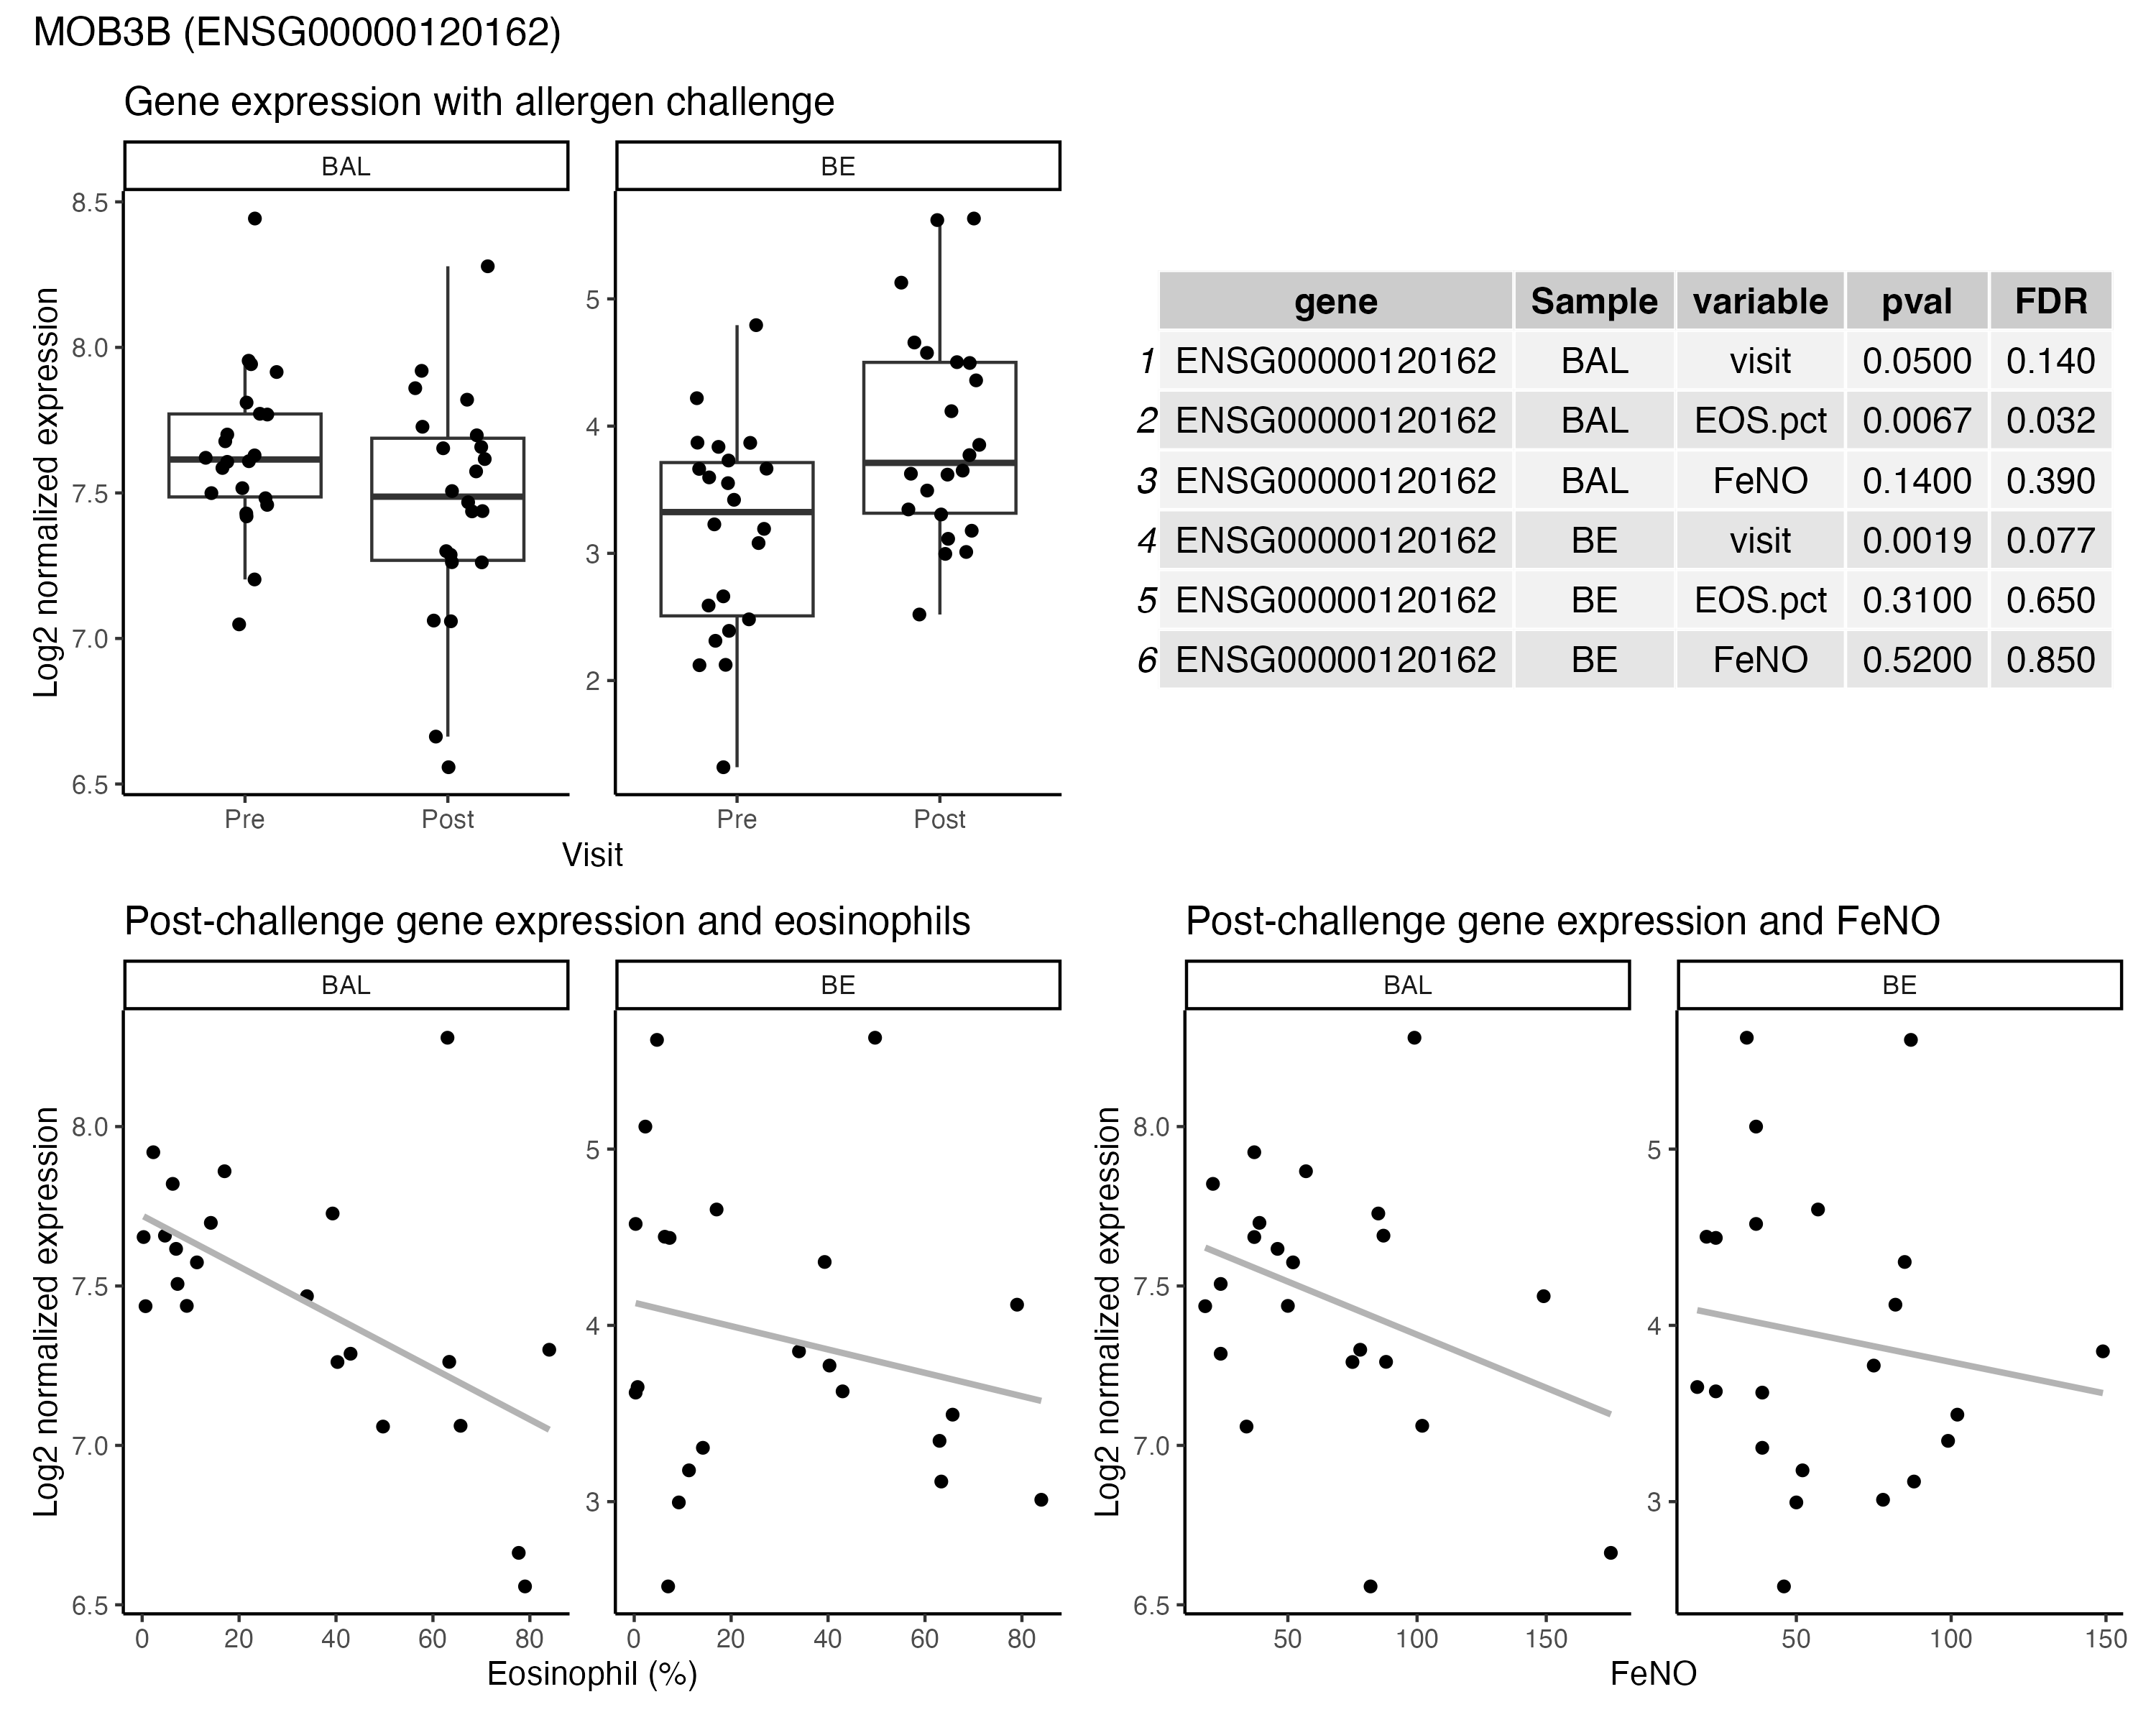 MOB3B (ENSG00000120162)
Gene expression with allergen challenge
BAL BE
Log2 normalized expression
8.5
8.0
7.5
7.0
6.5
5
4
3
2
Pre Post Pre Post
Visit
gene Sample variable pval FDR
1 ENSG00000120162 BAL visit 0.0500 0.140
2 ENSG00000120162 BAL EOS.pct 0.0067 0.032
3 ENSG00000120162 BAL FeNO 0.1400 0.390
4 ENSG00000120162 BE visit 0.0019 0.077
5 ENSG00000120162 BE EOS.pct 0.3100 0.650
6 ENSG00000120162 BE FeNO 0.5200 0.850
Post-challenge gene expression and eosinophils
BAL BE
Log2 normalized expression
8.0
7.5
7.0
6.5
5
4
3
0 20 40 60 80 0 20 40 60 80
Eosinophil (%)
Post-challenge gene expression and FeNO
BAL BE
Log2 normalized expression
8.0
7.5
7.0
6.5
5
4
3
50 100 150 50 100 150
FeNO